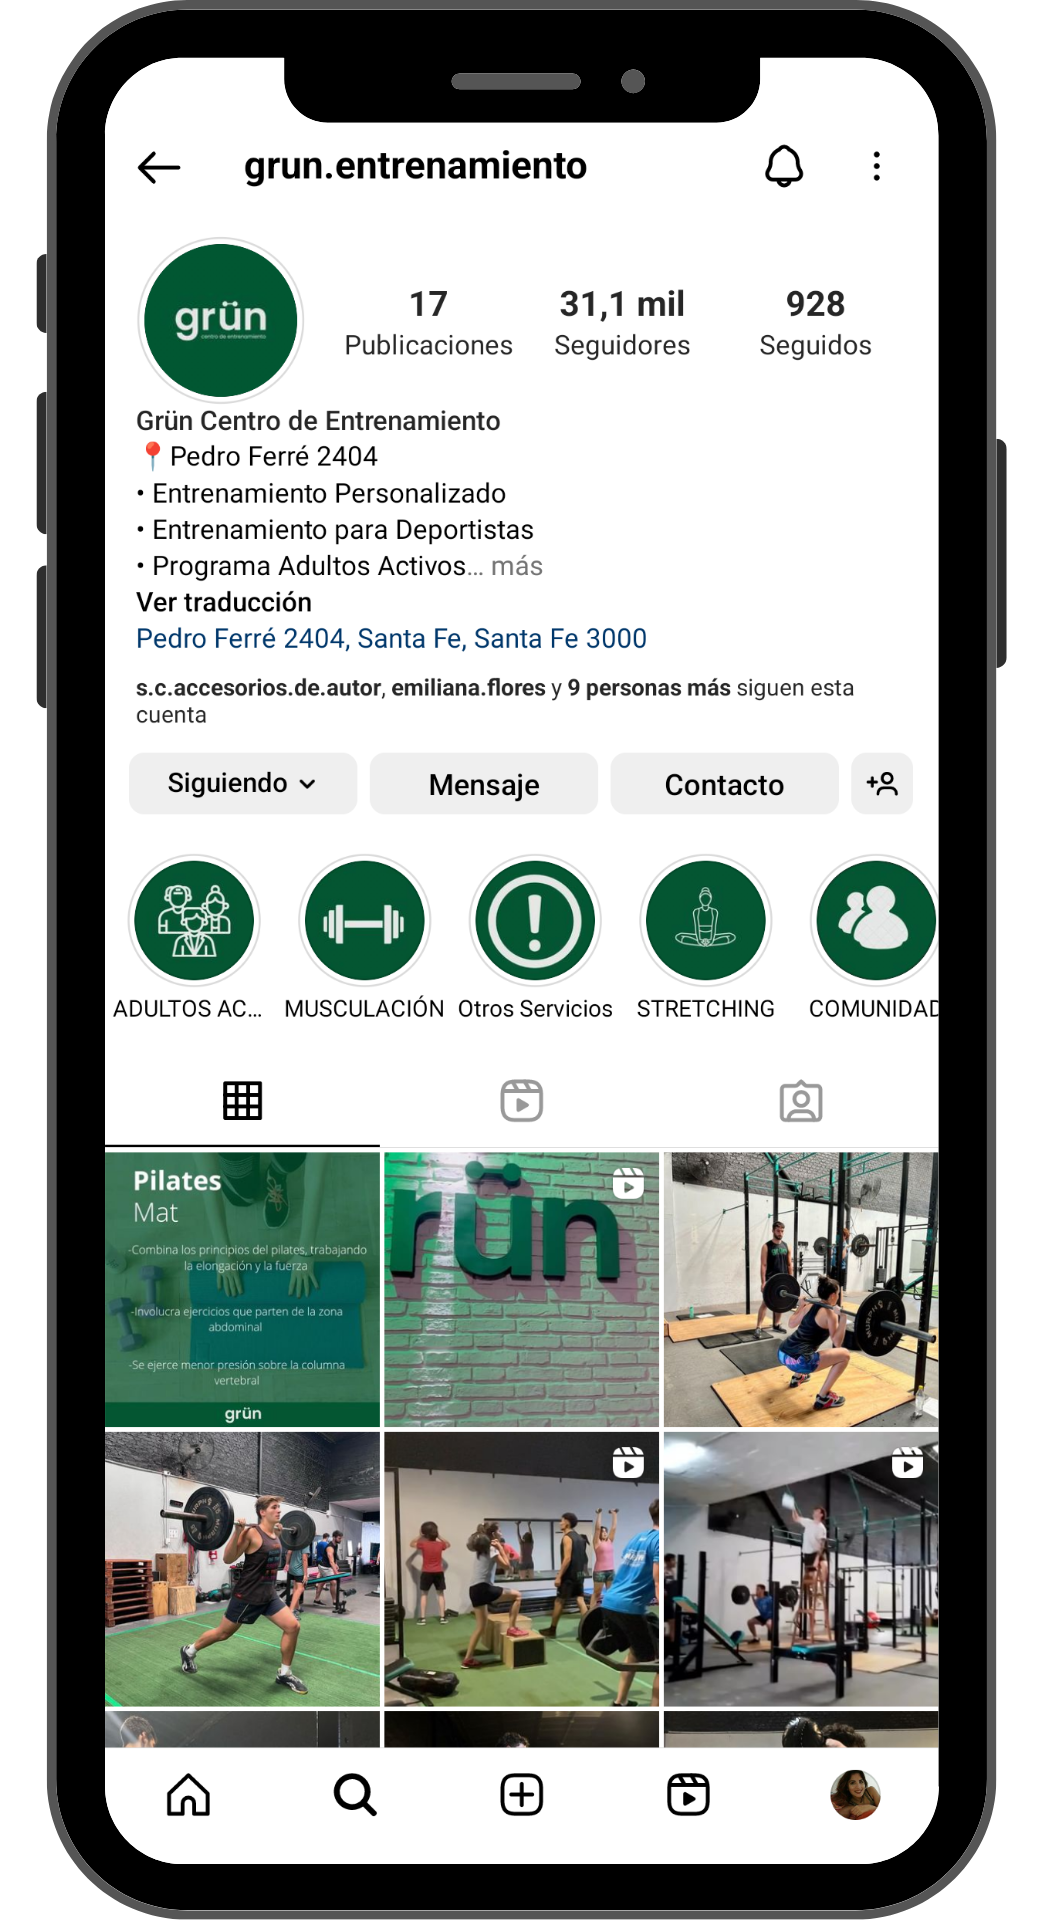 grun.entrenamiento
grün
centro de entrenamiento
17
Publicaciones
31,1 mil
Seguidores
928
Seguidos
Grün Centro de Entrenamiento
📍Pedro Ferré 2404
• Entrenamiento Personalizado
• Entrenamiento para Deportistas
• Programa Adultos Activos... más
Ver traducción
Pedro Ferré 2404, Santa Fe, Santa Fe 3000
s.c.accesorios.de.autor, emiliana.flores y 9 personas más siguen esta
cuenta
Siguiendo
Mensaje
Contacto
ADULTOS AC...
MUSCULACIÓN
Otros Servicios
STRETCHING
COMUNIDAD
Pilates
Mat
-Combina los principios del pilates, trabajando
la elongación y la fuerza
-Involucra ejercicios que parten de la zona
abdominal
-Se ejerce menor presión sobre la columna
vertebral
grün
rün
MURPH
MURPH